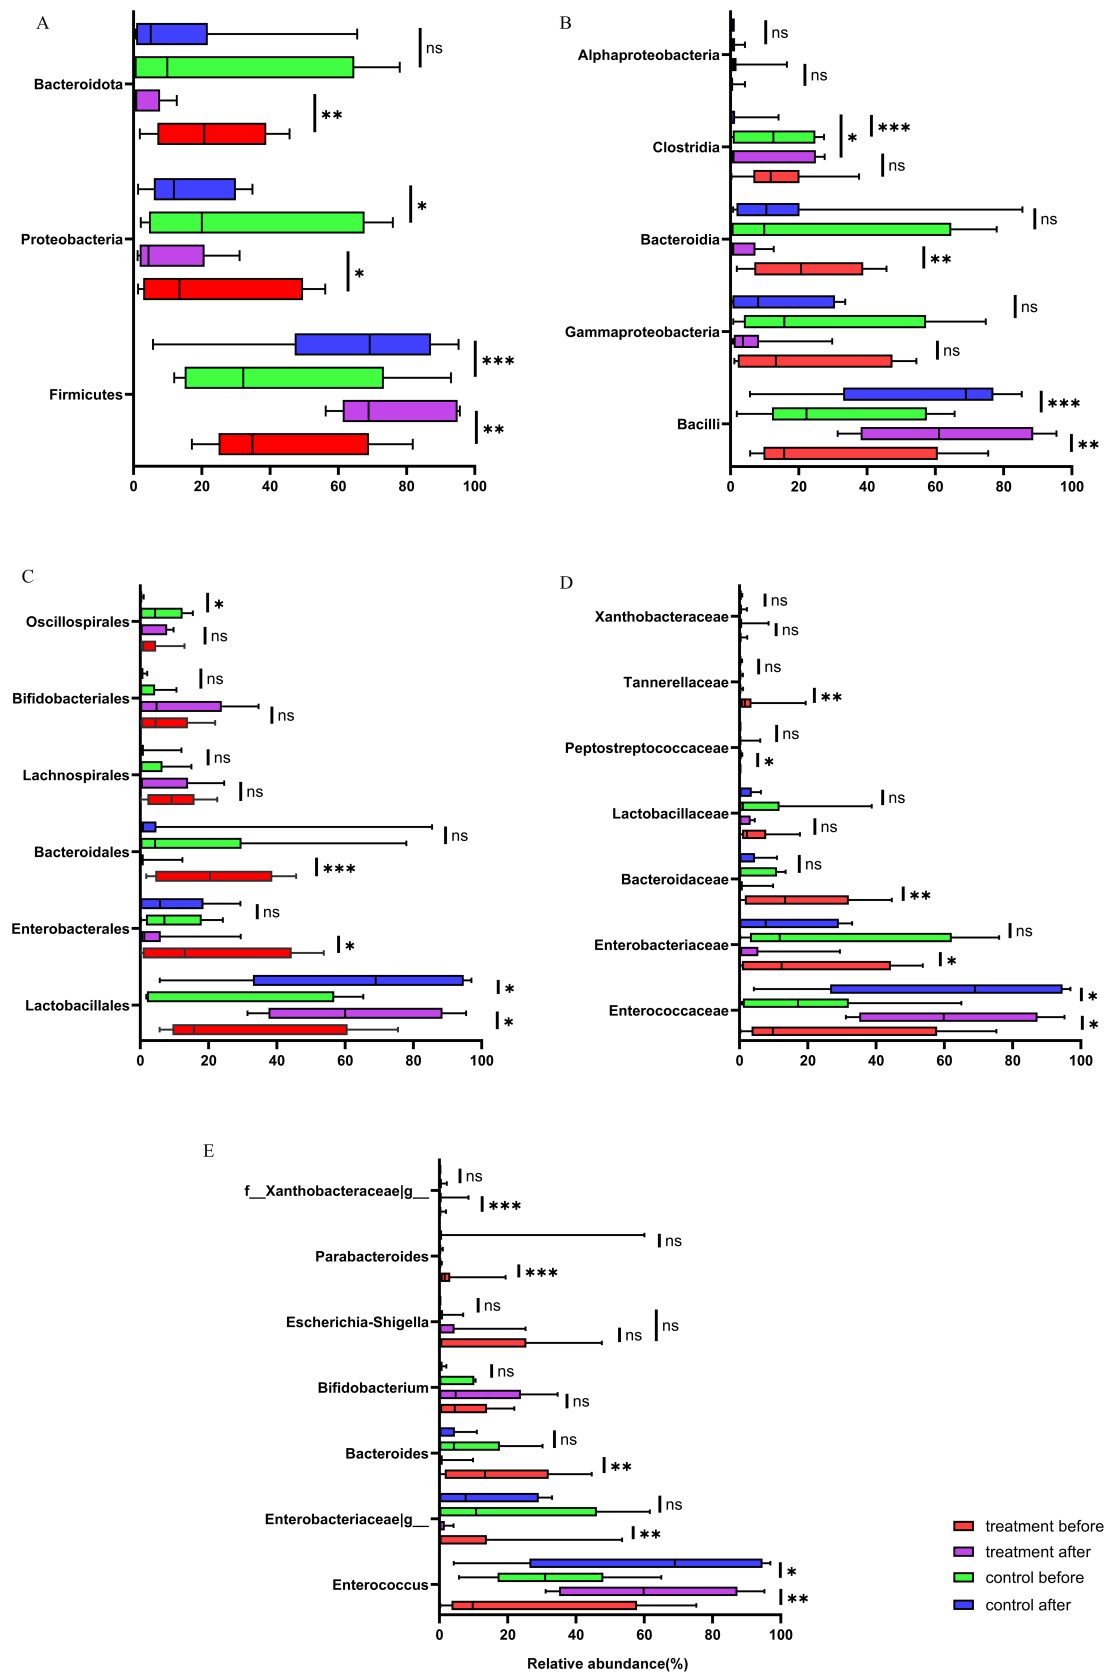 A
ns
Bacteroidota
**
*
Proteobacteria
*
***
Firmicutes
**
0 20 40 60 80 100
B
ns
Alphaproteobacteria
ns
***
Clostridia
*
ns
ns
Bacteroidia
**
ns
Gammaproteobacteria
ns
***
Bacilli
**
0 20 40 60 80 100
C
*
Oscillospirales
ns
ns
Bifidobacteriales
ns
ns
Lachnospirales
ns
ns
Bacteroidales
***
ns
Enterobacterales
*
*
Lactobacillales
*
0 20 40 60 80 100
D
ns
Xanthobacteraceae
ns
ns
Tannerellaceae
**
ns
Peptostreptococcaceae
*
ns
Lactobacillaceae
ns
ns
Bacteroidaceae
**
ns
Enterobacteriaceae
*
*
Enterococcaceae
*
0 20 40 60 80 100
E
ns
f__Xanthobacteraceae|g__
***
ns
Parabacteroides
***
ns
Escherichia-Shigella
ns
ns
ns
Bifidobacterium
ns
ns
Bacteroides
**
ns
Enterobacteriaceae|g__
**
*
Enterococcus
**
0 20 40 60 80 100
Relative abundance(%)
treatment before
treatment after
control before
control after